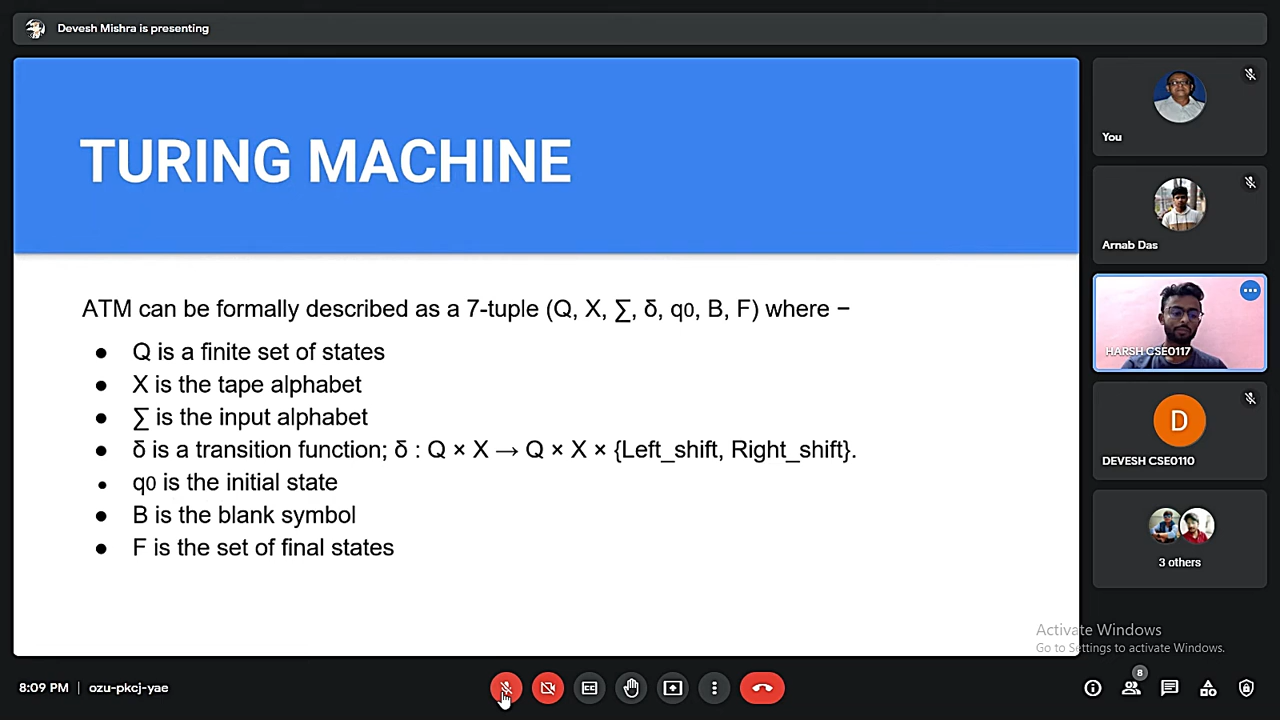 Devesh Mishra is presenting
TURING MACHINE
ATM can be formally described as a 7-tuple (Q, X, ∑, δ, q0, B, F) where −
● Q is a finite set of states
● X is the tape alphabet
● ∑ is the input alphabet
● δ is a transition function; δ : Q × X → Q × X × {Left_shift, Right_shift}.
● q0 is the initial state
● B is the blank symbol
● F is the set of final states
You
Arnab Das
HARSH CSE0117
D
DEVESH CSE0110
3 others
Activate Windows
Go to Settings to activate Windows.
8:09 PM | ozu-pkcj-yae
8